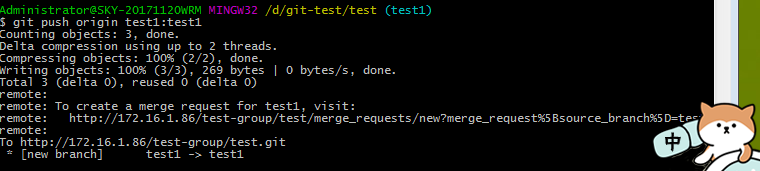 Administrator@SKY-20171120WRM MINGW32 /d/git-test/test (test1)
$ git push origin test1:test1
Counting objects: 3, done.
Delta compression using up to 2 threads.
Compressing objects: 100% (2/2), done.
Writing objects: 100% (3/3), 269 bytes | 0 bytes/s, done.
Total 3 (delta 0), reused 0 (delta 0)
remote:
remote: To create a merge request for test1, visit:
remote:   http://172.16.1.86/test-group/test/merge_requests/new?merge_request%5Bsource_branch%5D=tes
remote:
To http://172.16.1.86/test-group/test.git
 * [new branch]      test1 -> test1
中